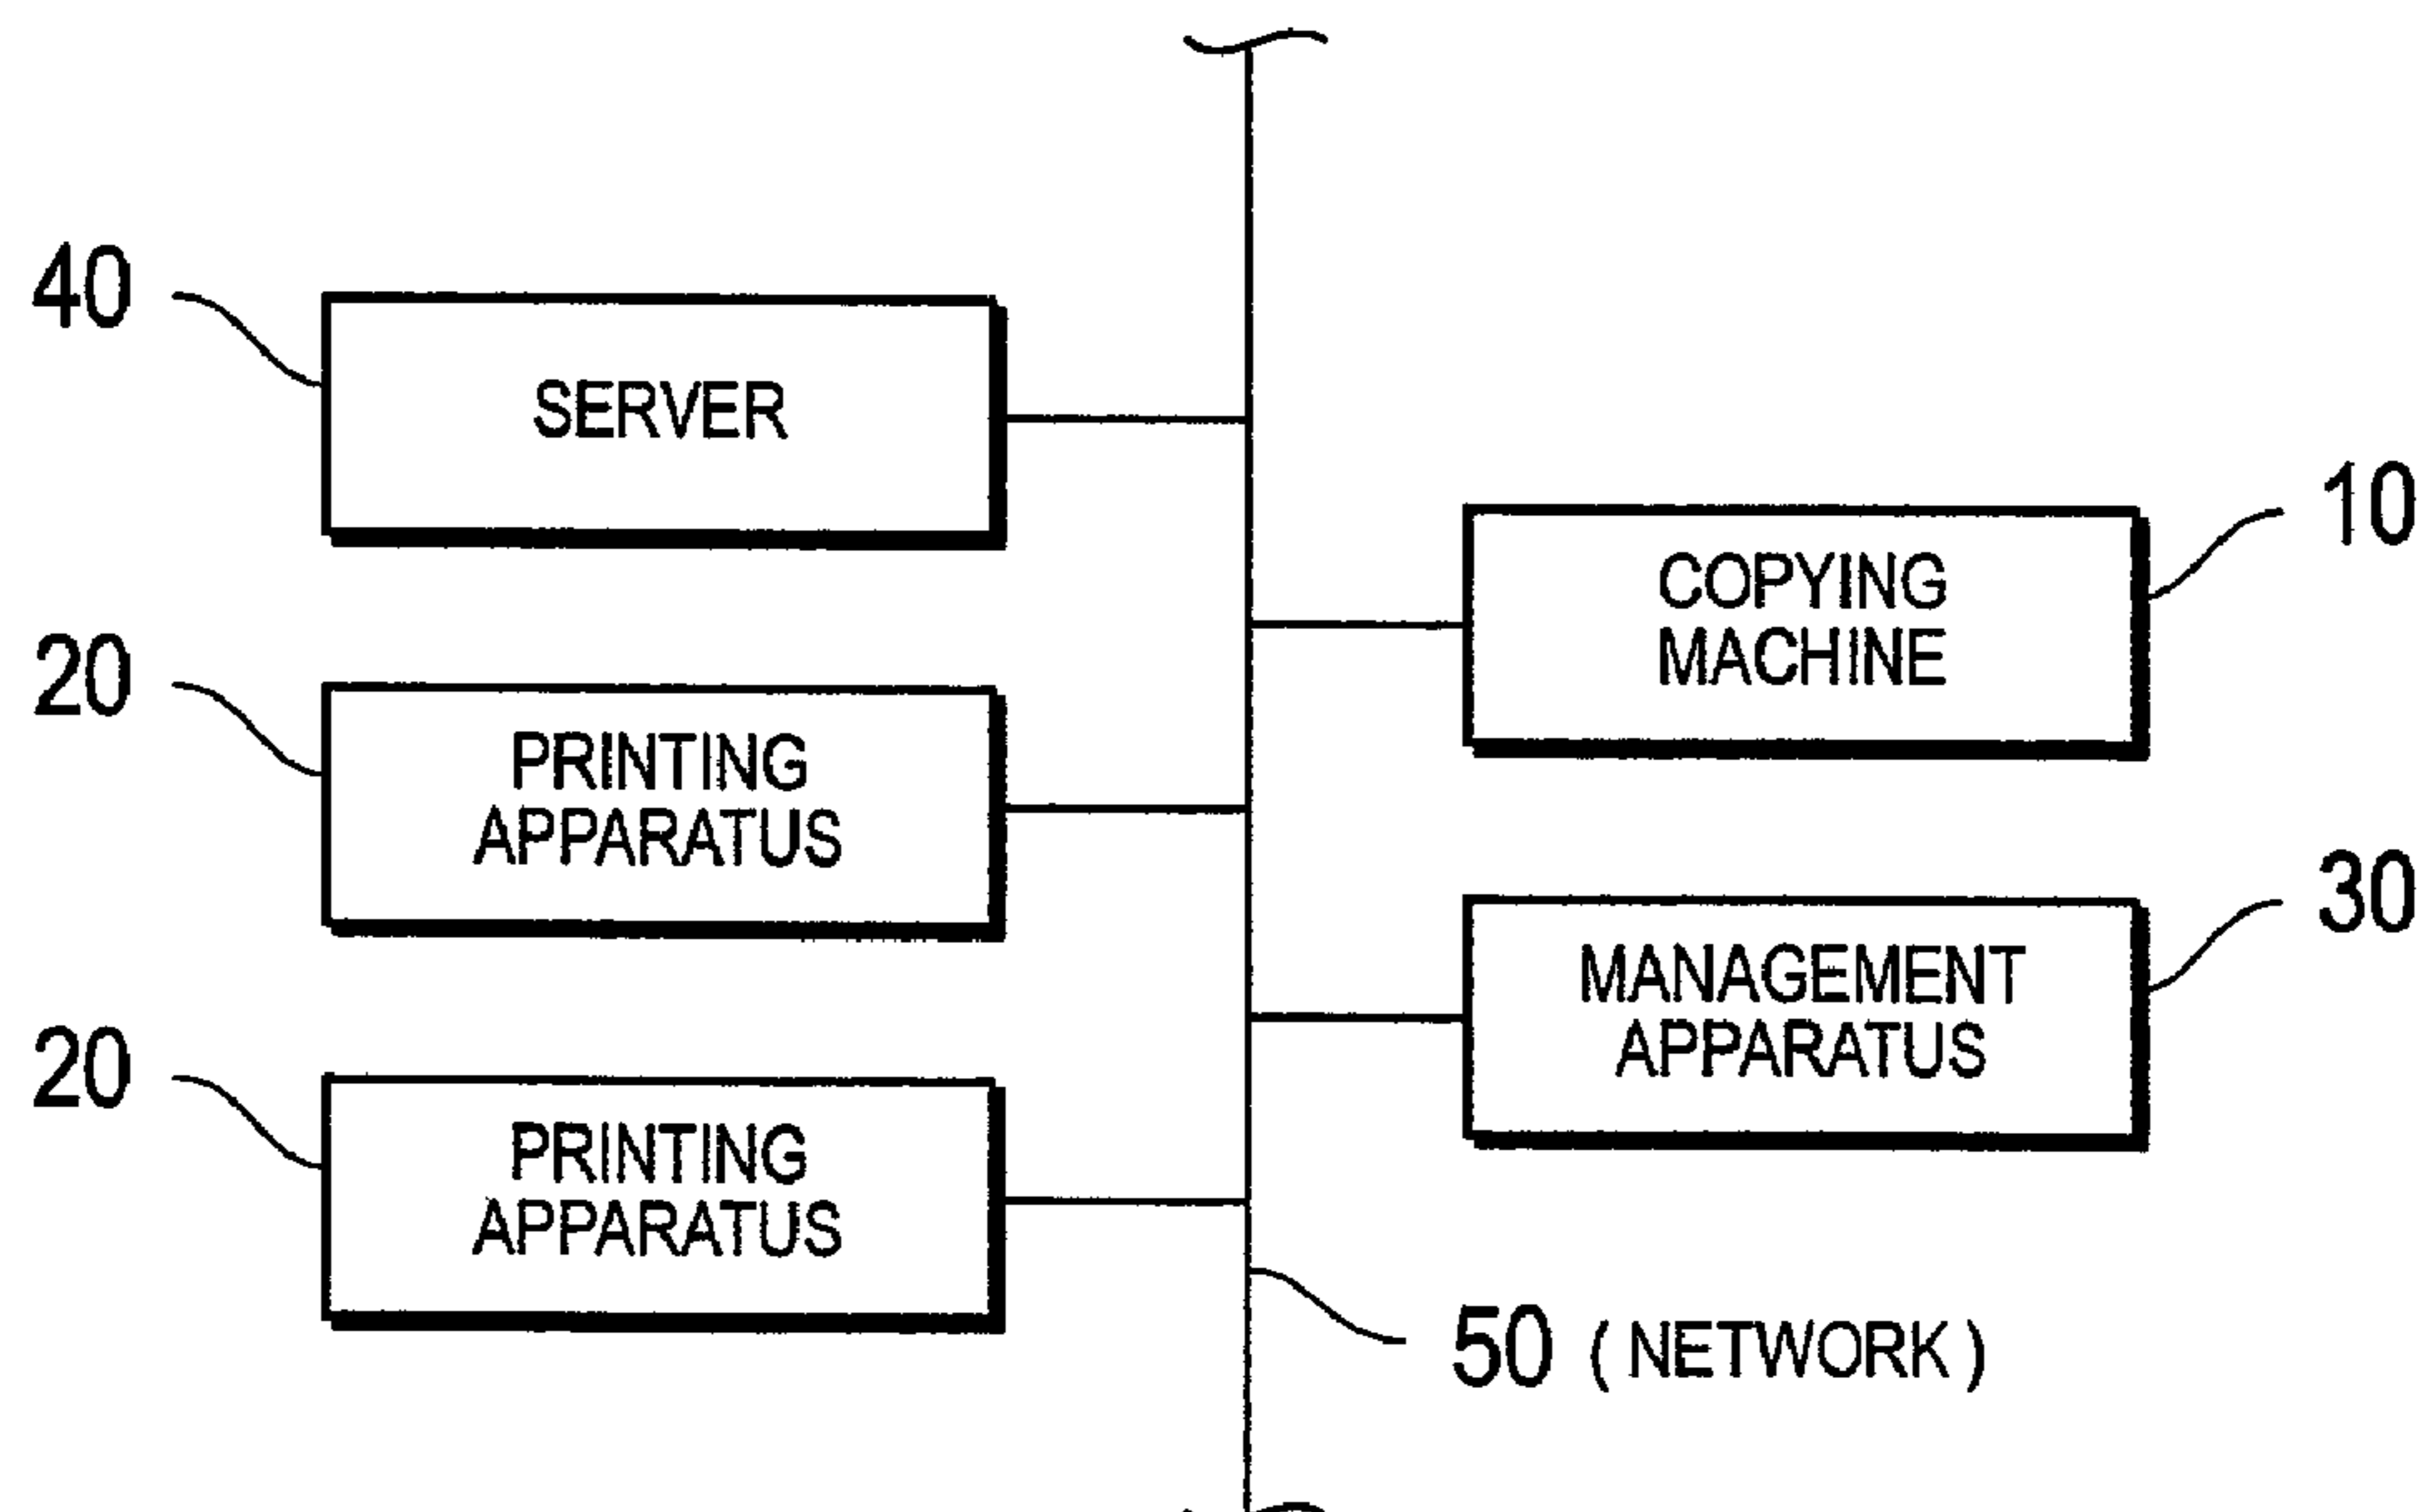 40
SERVER
10
COPYING
MACHINE
20
PRINTING
APPARATUS
30
MANAGEMENT
APPARATUS
20
PRINTING
APPARATUS
50 (NETWORK)